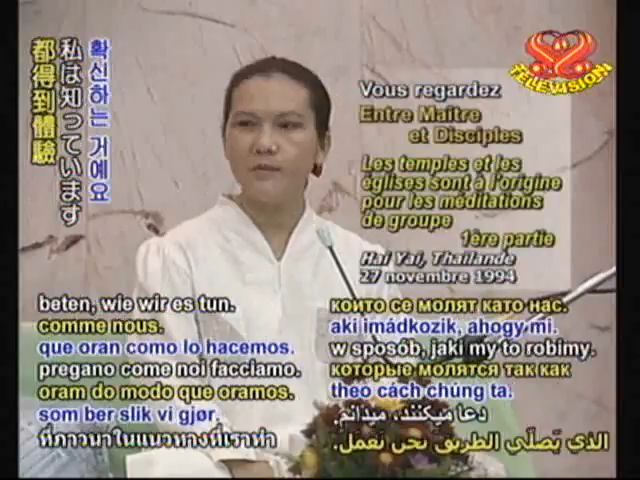 확신하는 거예요
私は知っています
都得到體驗
TELEVISION
Vous regardez
Entre Maître
et Disciples
Les temples et les
églises sont à l'origine
pour les méditations
de groupe
1ère partie
Hai Yai, Thaïlande
27 novembre 1994
beten, wie wir es tun.
comme nous.
que oran como lo hacemos.
pregano come noi facciamo.
oram do modo que oramos.
som ber slik vi gjør.
ที่ภาวนาในแนวทางที่เราทำ
които се молят като нас.
aki imádkozik, ahogy mi.
w sposób, jaki my to robimy.
которые молятся так как
theo cách chúng ta.
دعا میکنند، میدانم,
الذي يّصلّي الطريق نحن نعمل.